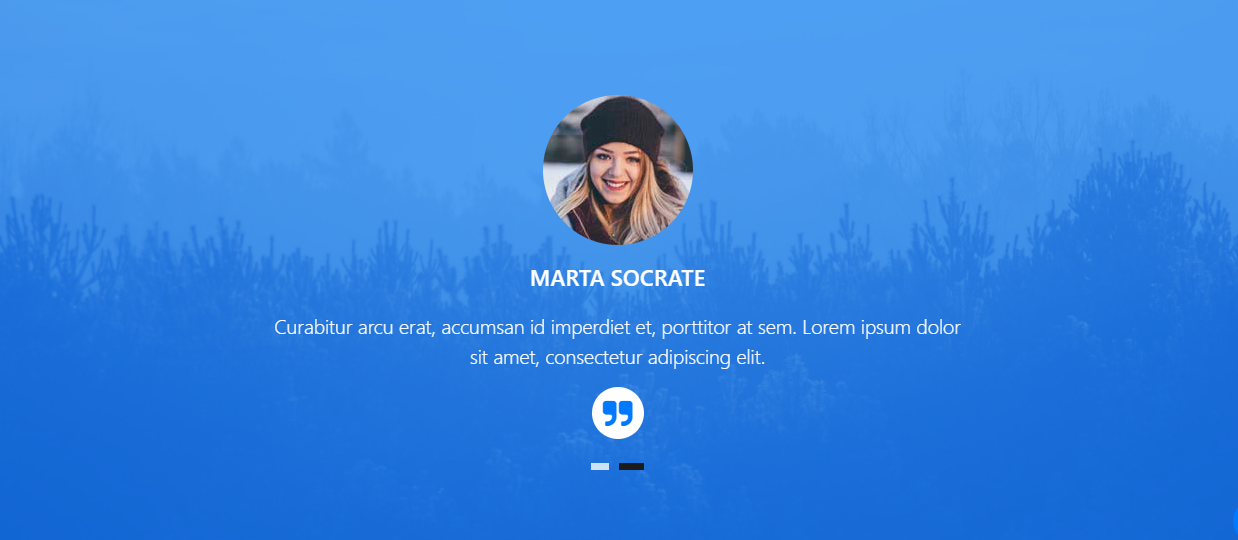 MARTA SOCRATE
Curabitur arcu erat, accumsan id imperdiet et, porttitor at sem. Lorem ipsum dolor
sit amet, consectetur adipiscing elit.